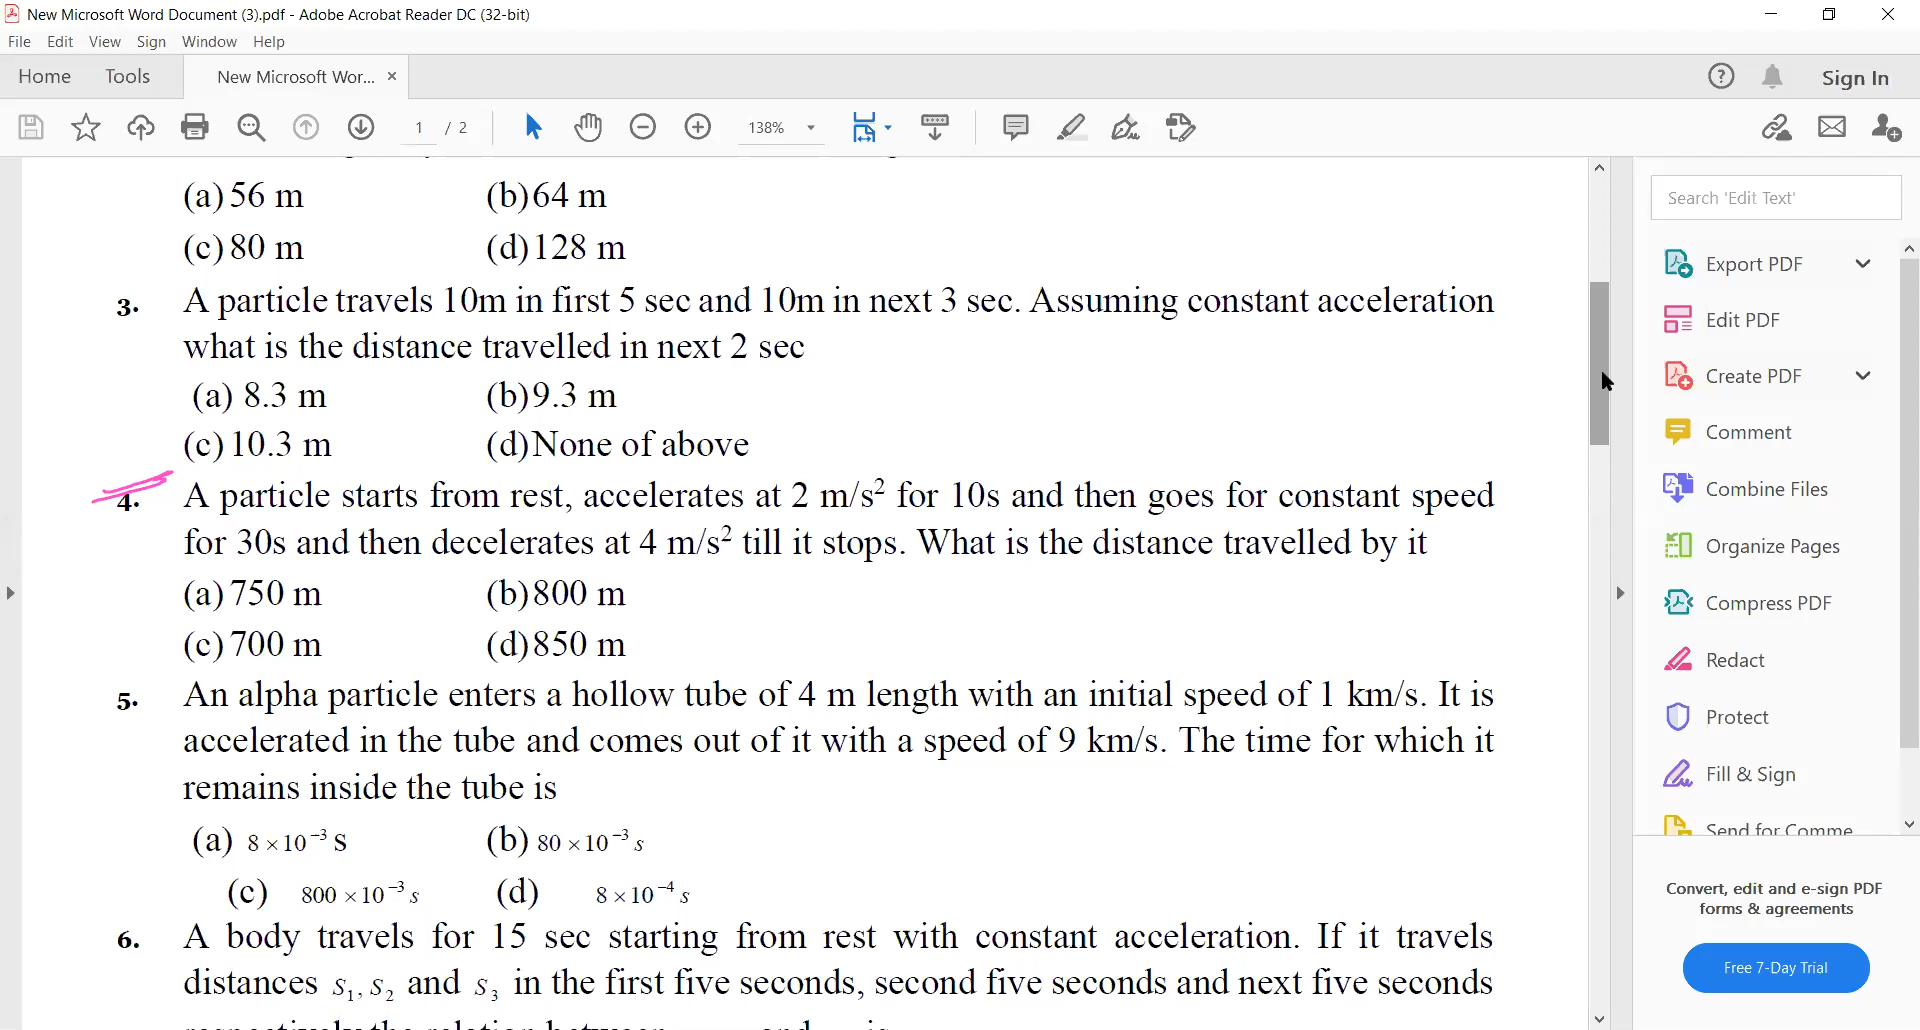 New Microsoft Word Document (3).pdf - Adobe Acrobat Reader DC (32-bit)
File Edit View Sign Window Help
Home Tools New Microsoft Wor... × Sign In
1 / 2 138%
(a) 56 m (b) 64 m
(c) 80 m (d) 128 m
3. A particle travels 10m in first 5 sec and 10m in next 3 sec. Assuming constant acceleration
what is the distance travelled in next 2 sec
(a) 8.3 m (b) 9.3 m
(c) 10.3 m (d) None of above
4. A particle starts from rest, accelerates at 2 m/s² for 10s and then goes for constant speed
for 30s and then decelerates at 4 m/s² till it stops. What is the distance travelled by it
(a) 750 m (b) 800 m
(c) 700 m (d) 850 m
5. An alpha particle enters a hollow tube of 4 m length with an initial speed of 1 km/s. It is
accelerated in the tube and comes out of it with a speed of 9 km/s. The time for which it
remains inside the tube is
(a) 8 × 10⁻³ s (b) 80 × 10⁻³ s
(c) 800 × 10⁻³ s (d) 8 × 10⁻⁴ s
6. A body travels for 15 sec starting from rest with constant acceleration. If it travels
distances S₁, S₂ and S₃ in the first five seconds, second five seconds and next five seconds
Search 'Edit Text'
Export PDF
Edit PDF
Create PDF
Comment
Combine Files
Organize Pages
Compress PDF
Redact
Protect
Fill & Sign
Send for Comme
Convert, edit and e-sign PDF
forms & agreements
Free 7-Day Trial